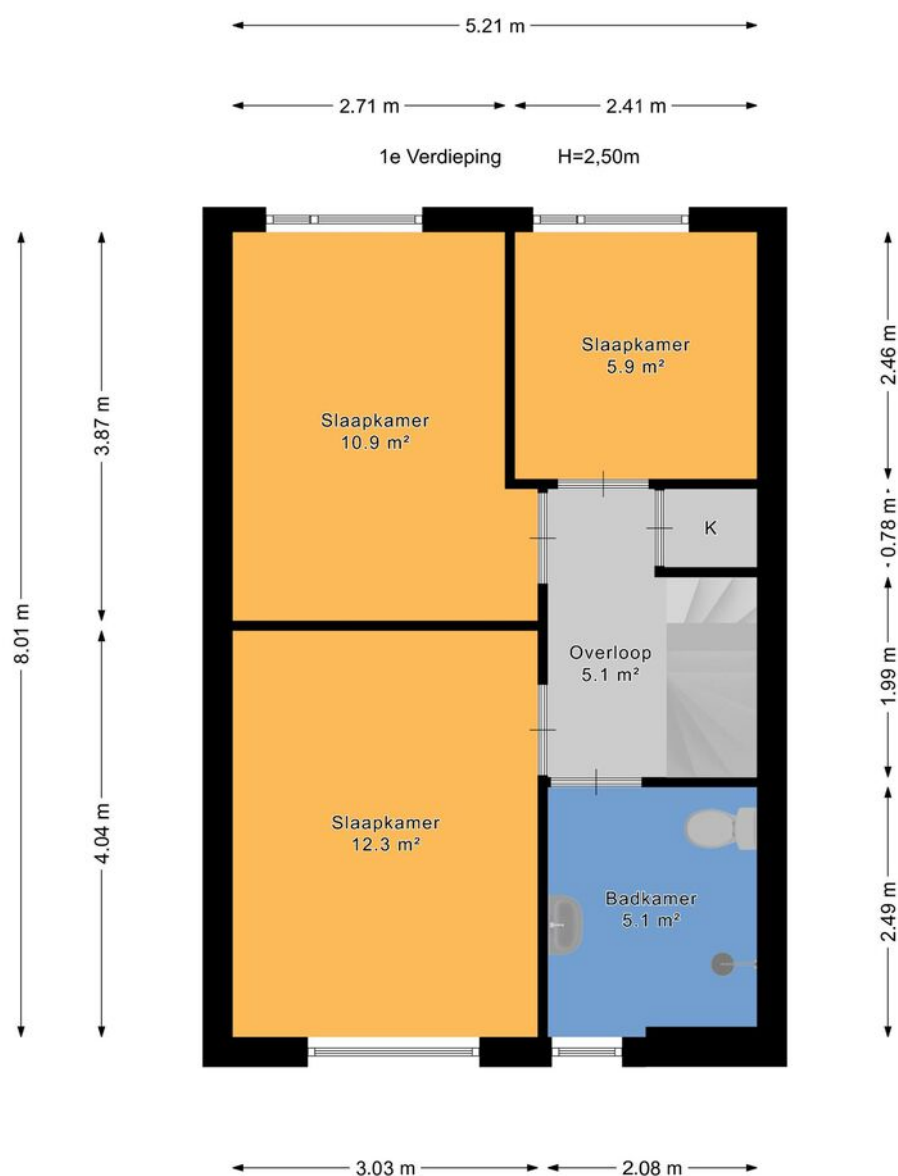 5.21 m
2.71 m
2.41 m
1e Verdieping H=2,50m
8.01 m
3.87 m
4.04 m
Slaapkamer
5.9 m²
Slaapkamer
10.9 m²
2.46 m
0.78 m
K
Overloop
5.1 m²
1.99 m
Slaapkamer
12.3 m²
Badkamer
5.1 m²
2.49 m
3.03 m
2.08 m